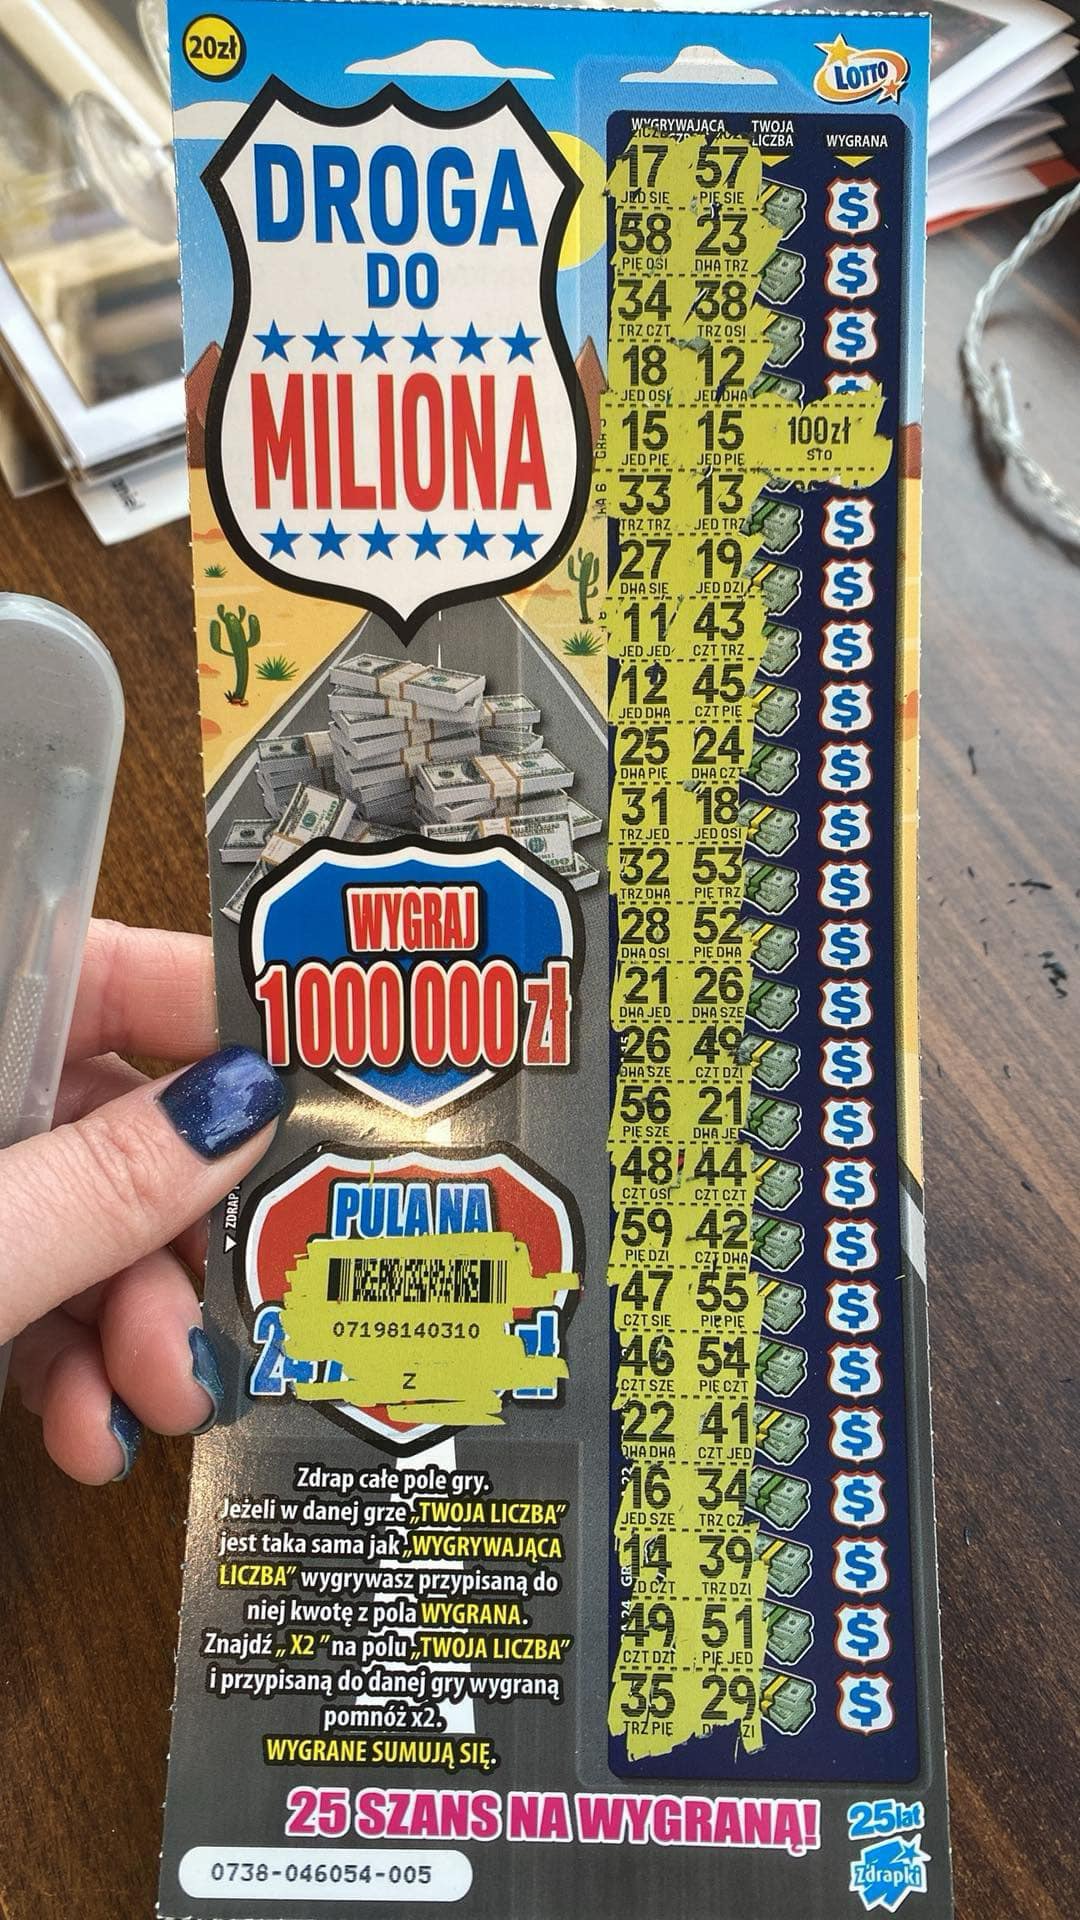 20zł
LOTTO
DROGA
DO
MILIONA
WYGRYWAJĄCA
TWOJA
LICZBA
WYGRANA
17 57
JED SIE PIE SIE
58 23
PIE OSI DWA TRZ
34 38
TRZ CZT TRZ OSI
18 12
JED OSI JED DWA
15 15 100zł
JED PIE JED PIE STO
33 13
TRZ TRZ JED TRZ
27 19
DWA SIE JED DZI
11 43
JED JED CZT TRZ
12 45
JED DWA CZT PIE
25 24
DWA PIE DWA CZT
31 18
TRZ JED JED OSI
32 53
TRZ DWA PIE TRZ
28 52
DWA OSI PIE DWA
21 26
DWA JED DWA SZE
26 49
DWA SZE CZT DZI
56 21
PIE SZE DWA JE
48 44
CZT OSI CZT CZT
59 42
PIE DZI CZT DWA
47 55
CZT SIE PIE PIE
46 54
CZT SZE PIE CZT
22 41
DWA DWA CZT JED
16 34
JED SZE TRZ CZ
14 39
ED CZT TRZ DZI
49 51
CZT DZI PIE JED
35 29
TRZ PIE
WYGRAJ
1 000 000 zł
ZDRAP
PULA NA
07198140310
Z
zł
Zdrap całe pole gry.
Jeżeli w danej grze „TWOJA LICZBA”
jest taka sama jak „WYGRYWAJĄCA
LICZBA” wygrywasz przypisaną do
niej kwotę z pola WYGRANA.
Znajdź „X2” na polu „TWOJA LICZBA”
i przypisaną do danej gry wygraną
pomnóż x2.
WYGRANE SUMUJĄ SIĘ.
25 SZANS NA WYGRANĄ!
25 lat
Zdrapki
0738-046054-005